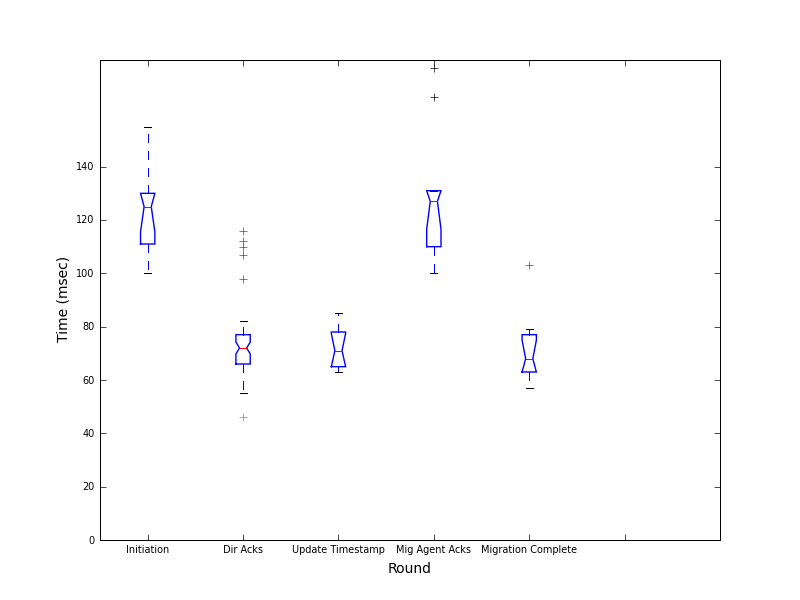 Time (msec)
140
120
100
80
60
40
20
0
Initiation Dir Acks Update Timestamp Mig Agent Acks Migration Complete
Round